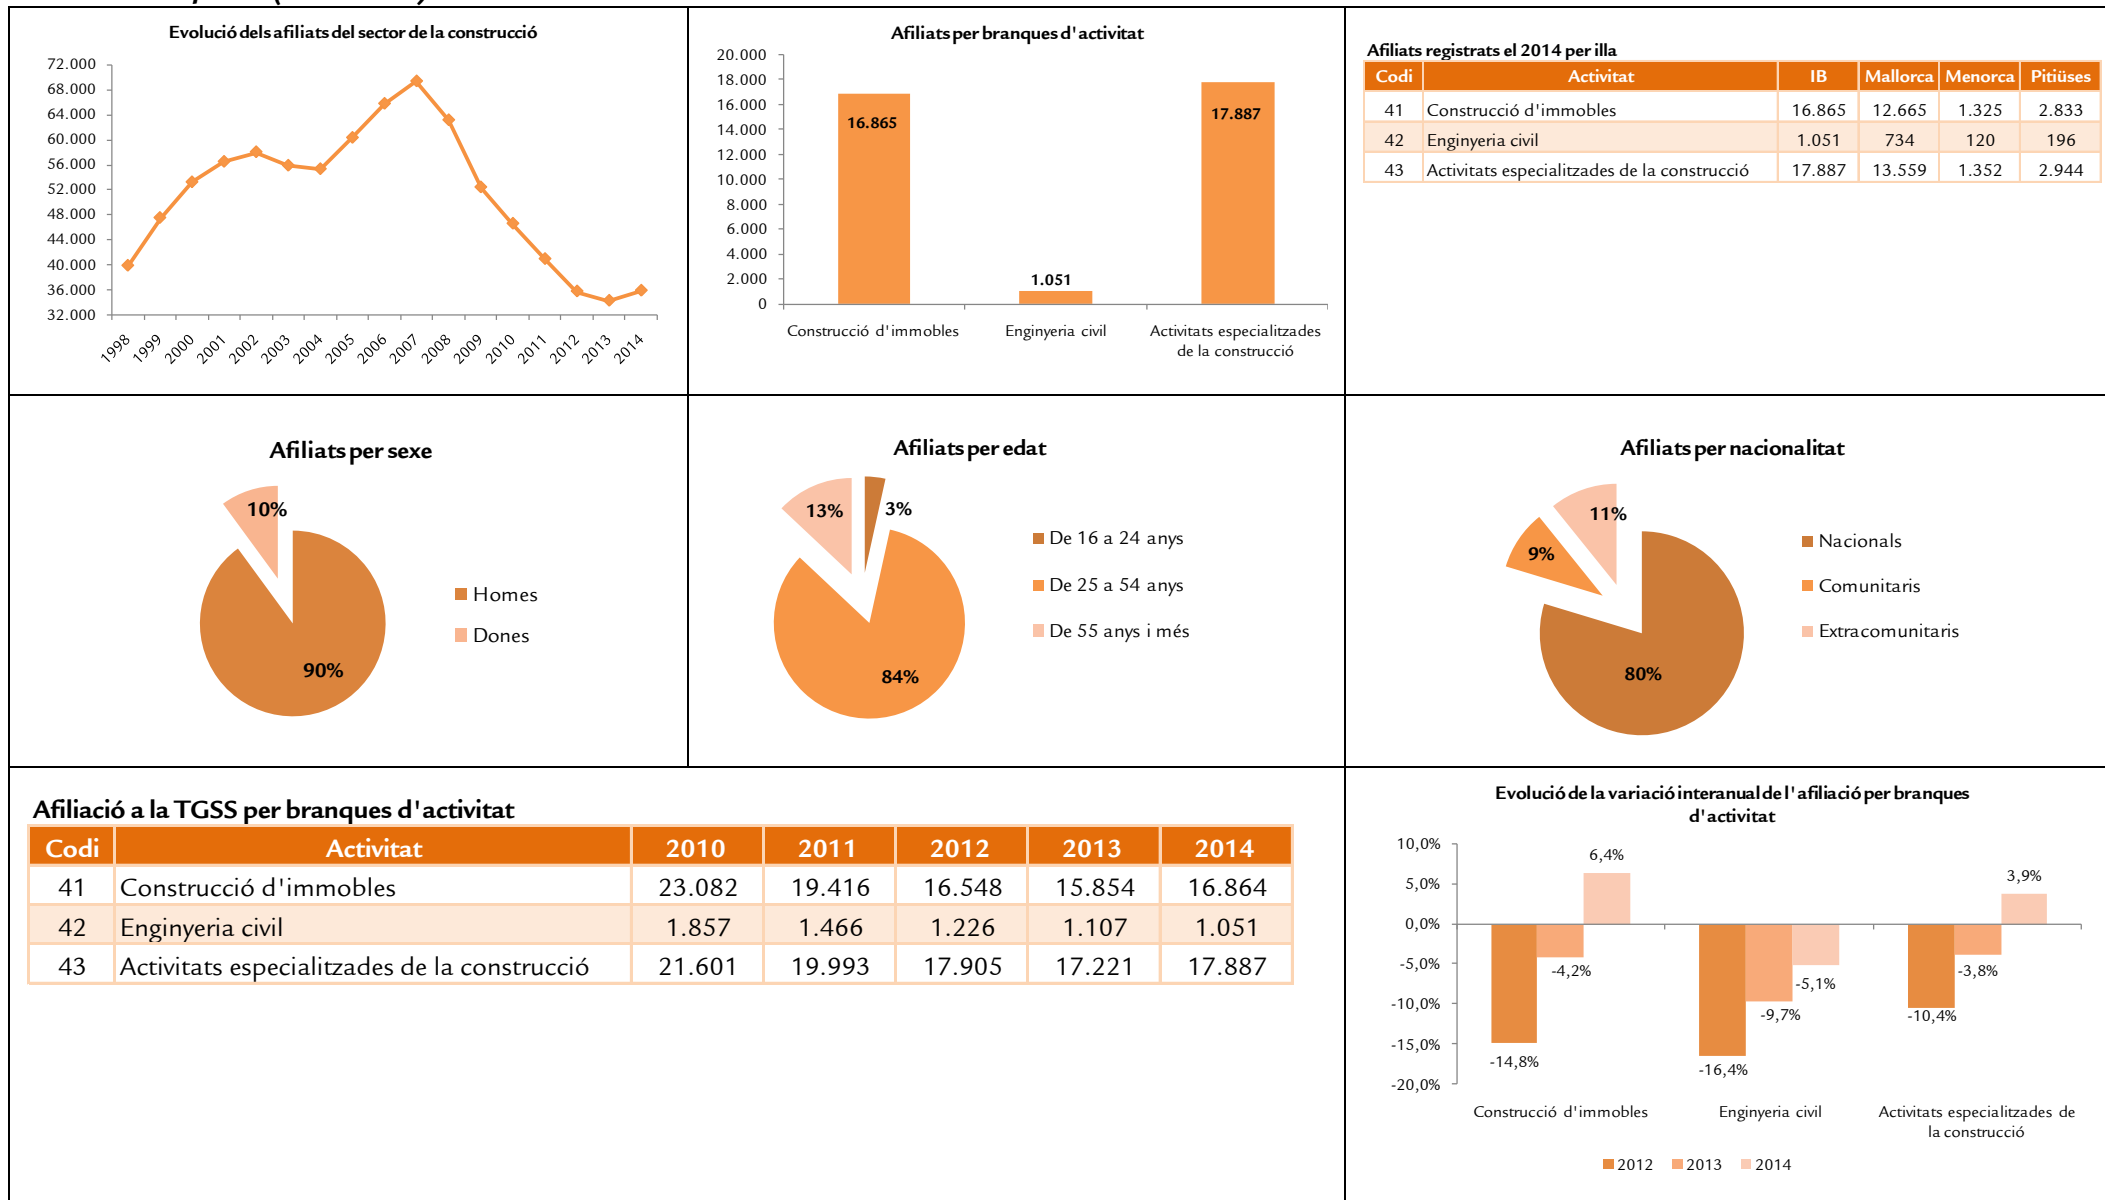 Evolució dels afiliats del sector de la construcció
72.000
68.000
64.000
60.000
56.000
52.000
48.000
44.000
40.000
36.000
32.000
1998 1999 2000 2001 2002 2003 2004 2005 2006 2007 2008 2009 2010 2011 2012 2013 2014
Afiliats per branques d'activitat
20.000
18.000
16.000
14.000
12.000
10.000
8.000
6.000
4.000
2.000
0
16.865
1.051
17.887
Construcció d'immobles
Enginyeria civil
Activitats especialitzades
de la construcció
Afiliats registrats el 2014 per illa
Codi Activitat IB Mallorca Menorca Pitiüses
41 Construcció d'immobles 16.865 12.665 1.325 2.833
42 Enginyeria civil 1.051 734 120 196
43 Activitats especialitzades de la construcció 17.887 13.559 1.352 2.944
Afiliats per sexe
10%
90%
Homes
Dones
Afiliats per edat
13%
3%
84%
De 16 a 24 anys
De 25 a 54 anys
De 55 anys i més
Afiliats per nacionalitat
11%
9%
80%
Nacionals
Comunitaris
Extracomunitaris
Afiliació a la TGSS per branques d'activitat
Codi Activitat 2010 2011 2012 2013 2014
41 Construcció d'immobles 23.082 19.416 16.548 15.854 16.864
42 Enginyeria civil 1.857 1.466 1.226 1.107 1.051
43 Activitats especialitzades de la construcció 21.601 19.993 17.905 17.221 17.887
Evolució de la variació interanual de l'afiliació per branques
d'activitat
10,0%
5,0%
0,0%
-5,0%
-10,0%
-15,0%
-20,0%
-14,8%
-4,2%
6,4%
-16,4%
-9,7%
-5,1%
-10,4%
-3,8%
3,9%
Construcció d'immobles
Enginyeria civil
Activitats especialitzades de
la construcció
2012 2013 2014